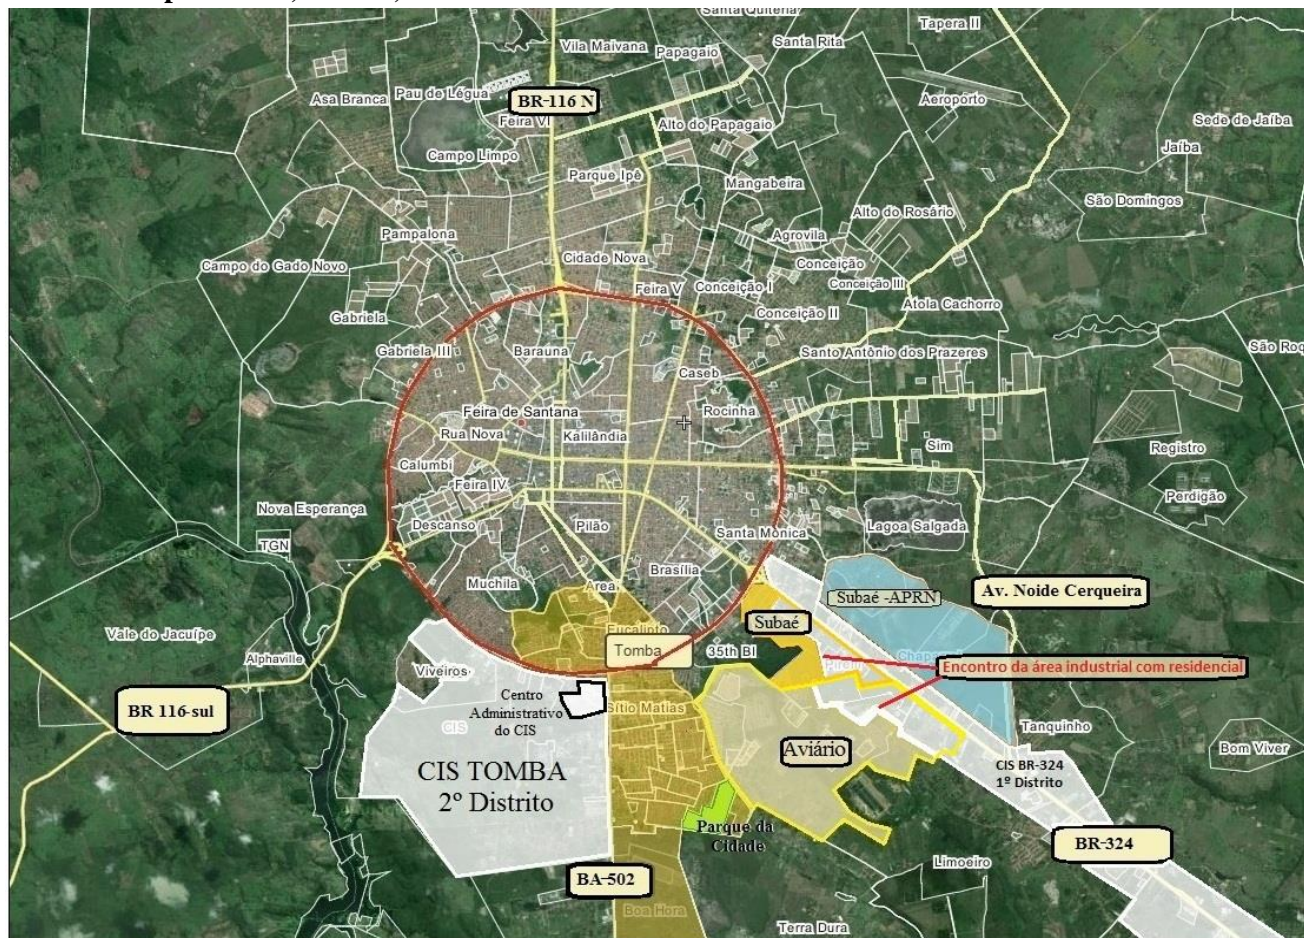 Santa Quitéria
Tapera II
Vila Maivana
Papagaio
Santa Rita
Asa Branca
Pau de Légua
BR-116 N
Aeroporto
Feira VI
Alto do Papagaio
Sede de Jaíba
Campo Limpo
Jaíba
Parque Ipê
Mangabeira
São Domingos
Alto do Rosário
Pampalona
Agrovila
Cidade Nova
Campo do Gado Novo
Conceição
Feira V
Conceição I
Conceição III
Atola Cachorro
Gabriela
Conceição II
Gabriela III
Barauna
Santo Antônio dos Prazeres
São Roq
Caseb
Feira de Santana
Rocinha
Rua Nova
Kalilândia
Sim
Registro
Calumbi
Feira IV
Perdigão
Nova Esperança
Descanso
Pilão
Santa Mônica
Lagoa Salgada
TGN
Brasília
Muchila
Area
Subaé -APRN
Av. Noide Cerqueira
Subaé
Eucalipto
Vale do Jacuípe
Tomba
35th BI
Alphaville
Encontro da área industrial com residencial
Viveiros
Centro
Administrativo
do CIS
BR 116-sul
Sítio Matias
CIS
Tanquinho
Aviário
Bom Viver
CIS TOMBA
2º Distrito
CIS BR-324
1º Distrito
Parque da
Cidade
BR-324
Limoeiro
BA-502
Boa Hora
Terra Dura